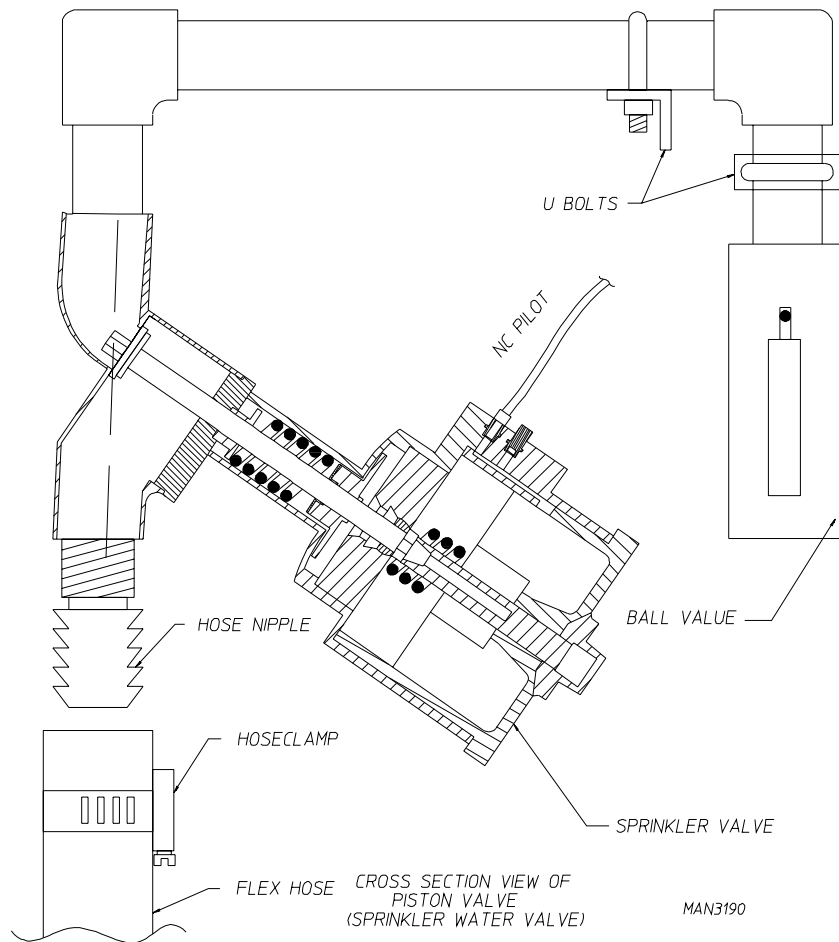 U BOLTS
NC PILOT
HOSE NIPPLE
BALL VALUE
HOSECLAMP
SPRINKLER VALVE
FLEX HOSE
CROSS SECTION VIEW OF
PISTON VALVE
(SPRINKLER WATER VALVE)
MAN3190